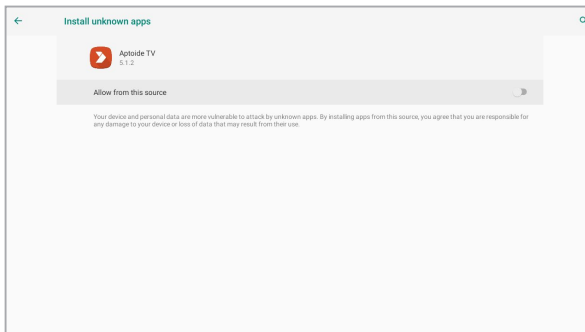 Install unknown apps
Aptoide TV
5.1.2
Allow from this source
Your device and personal data are more vulnerable to attack by unknown apps. By installing apps from this source, you agree that you are responsible for
any damage to your device or loss of data that may result from their use.